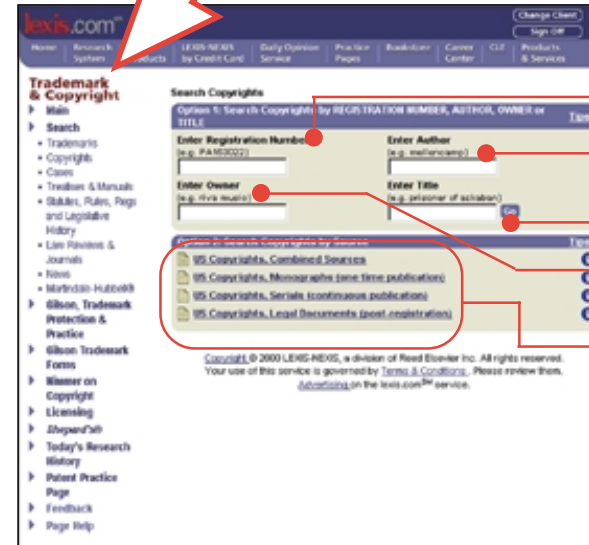 lexis.com™
Change Client
Sign Off
Home Research System Products LEXIS-NEXIS by Credit Card Daily Opinion Service Practice Pages Bookstore Career Center CLE Products & Services
Trademark & Copyright
Main
Search
Trademarks
Copyrights
Cases
Treatises & Manuals
Statutes, Rules, Regs and Legislative History
Law Reviews & Journals
News
Martindale-Hubbell®
Gilson, Trademark Protection & Practice
Gilson Trademark Forms
Nimmer on Copyright
Licensing
Shepard's®
Today's Research History
Patent Practice Page
Feedback
Page Help
Search Copyrights
Option 1: Search Copyrights by REGISTRATION NUMBER, AUTHOR, OWNER or TITLE
Tips
Enter Registration Number
Enter Author
(e.g. mellencamp)
Enter Owner
(e.g. riva music)
Enter Title
(e.g. prisoner of azkaban)
Go
Option 2: Search Copyrights by Source
Tips
US Copyrights, Combined Sources
US Copyrights, Monographs (one time publication)
US Copyrights, Serials (continuous publication)
US Copyrights, Legal Documents (post registration)
Copyright © 2000 LEXIS-NEXIS, a division of Reed Elsevier Inc. All rights reserved.
Your use of this service is governed by Terms & Conditions. Please review them.
Advertising on the lexis.com℠ service.